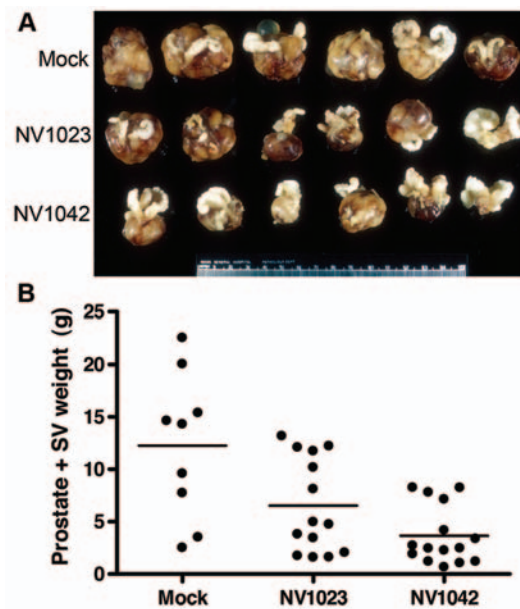 A
Mock
NV1023
NV1042
B
Prostate + SV weight (g)
25
20
15
10
5
0
Mock
NV1023
NV1042